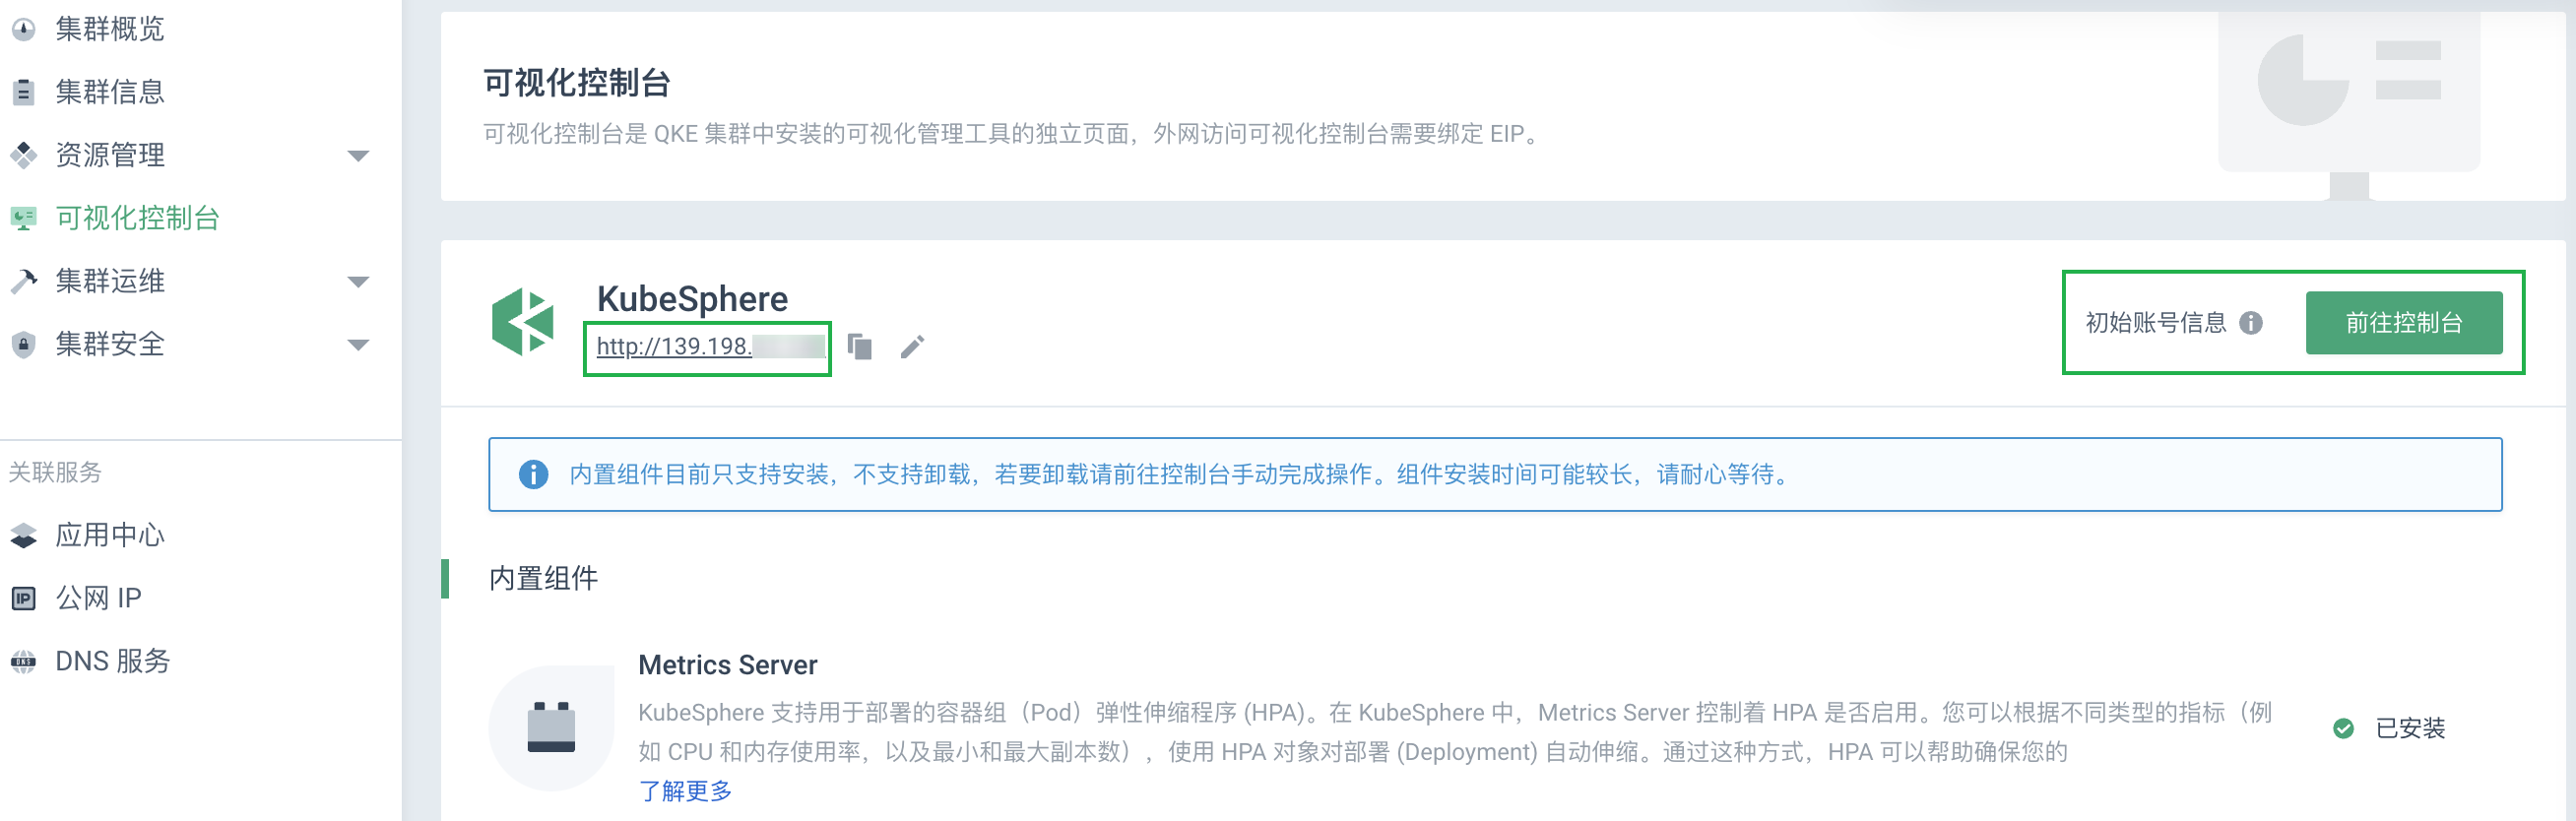 集群概览
集群信息
资源管理
可视化控制台
集群运维
集群安全
关联服务
应用中心
IP 公网 IP
DNS DNS 服务
可视化控制台
可视化控制台是 QKE 集群中安装的可视化管理工具的独立页面，外网访问可视化控制台需要绑定 EIP。
KubeSphere
http://139.198.
初始账号信息
前往控制台
内置组件目前只支持安装，不支持卸载，若要卸载请前往控制台手动完成操作。组件安装时间可能较长，请耐心等待。
内置组件
Metrics Server
KubeSphere 支持用于部署的容器组（Pod）弹性伸缩程序 (HPA)。在 KubeSphere 中，Metrics Server 控制着 HPA 是否启用。您可以根据不同类型的指标（例
如 CPU 和内存使用率，以及最小和最大副本数），使用 HPA 对象对部署 (Deployment) 自动伸缩。通过这种方式，HPA 可以帮助确保您的
了解更多
已安装